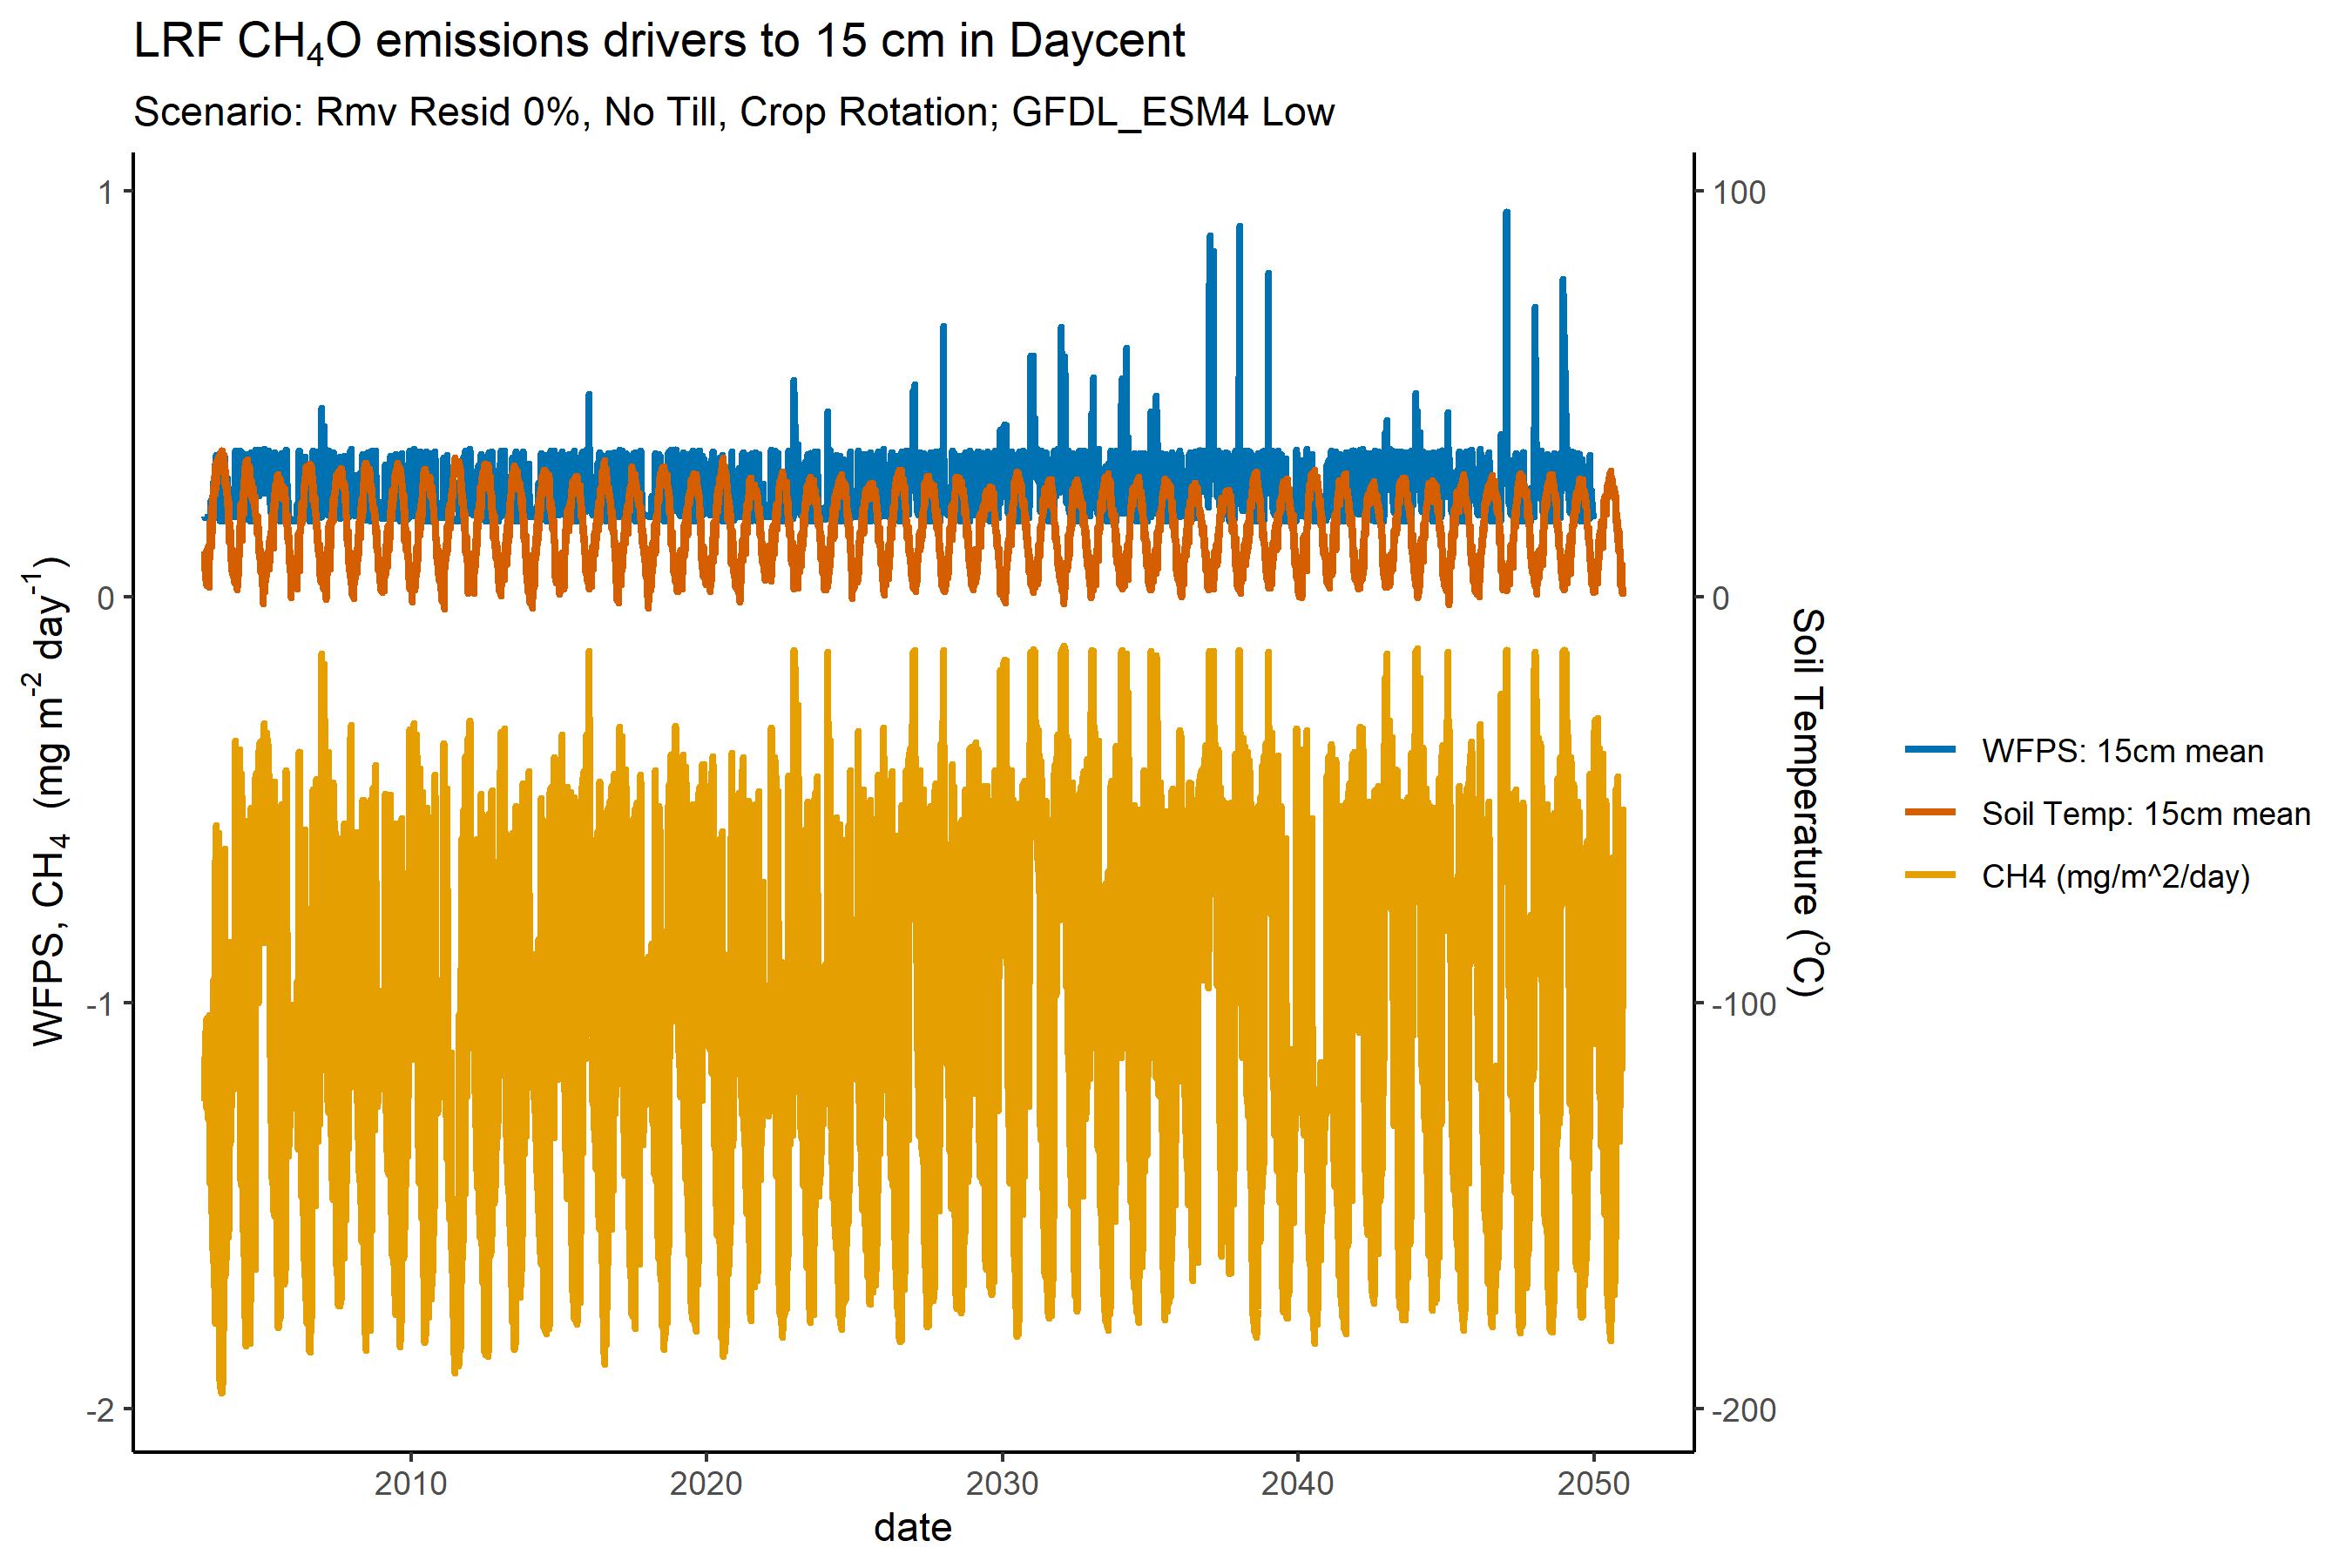 LRF CH₄O emissions drivers to 15 cm in Daycent
Scenario: Rmv Resid 0%, No Till, Crop Rotation; GFDL_ESM4 Low
WFPS, CH₄ (mg m⁻² day⁻¹)
1
0
-1
-2
100
0
-100
-200
Soil Temperature (°C)
2010
2020
2030
2040
2050
date
WFPS: 15cm mean
Soil Temp: 15cm mean
CH4 (mg/m^2/day)